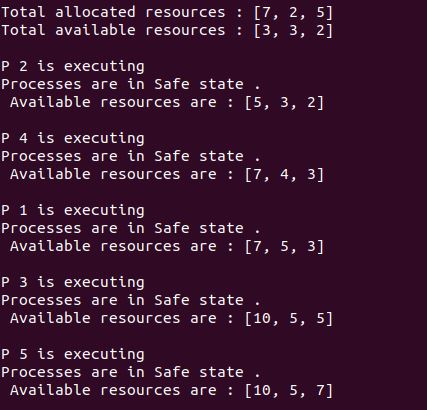 Total allocated resources : [7, 2, 5]
Total available resources : [3, 3, 2]
P 2 is executing
Processes are in Safe state .
Available resources are : [5, 3, 2]
P 4 is executing
Processes are in Safe state .
Available resources are : [7, 4, 3]
P 1 is executing
Processes are in Safe state .
Available resources are : [7, 5, 3]
P 3 is executing
Processes are in Safe state .
Available resources are : [10, 5, 5]
P 5 is executing
Processes are in Safe state .
Available resources are : [10, 5, 7]